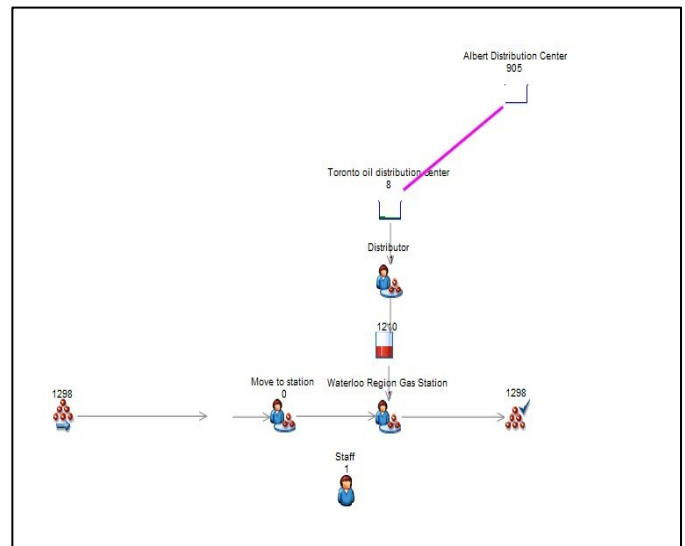 Albert Distribution Center
905
Toronto oil distribution center
8
Distributor
1210
Move to station
0
Waterloo Region Gas Station
1298
1298
Staff
1